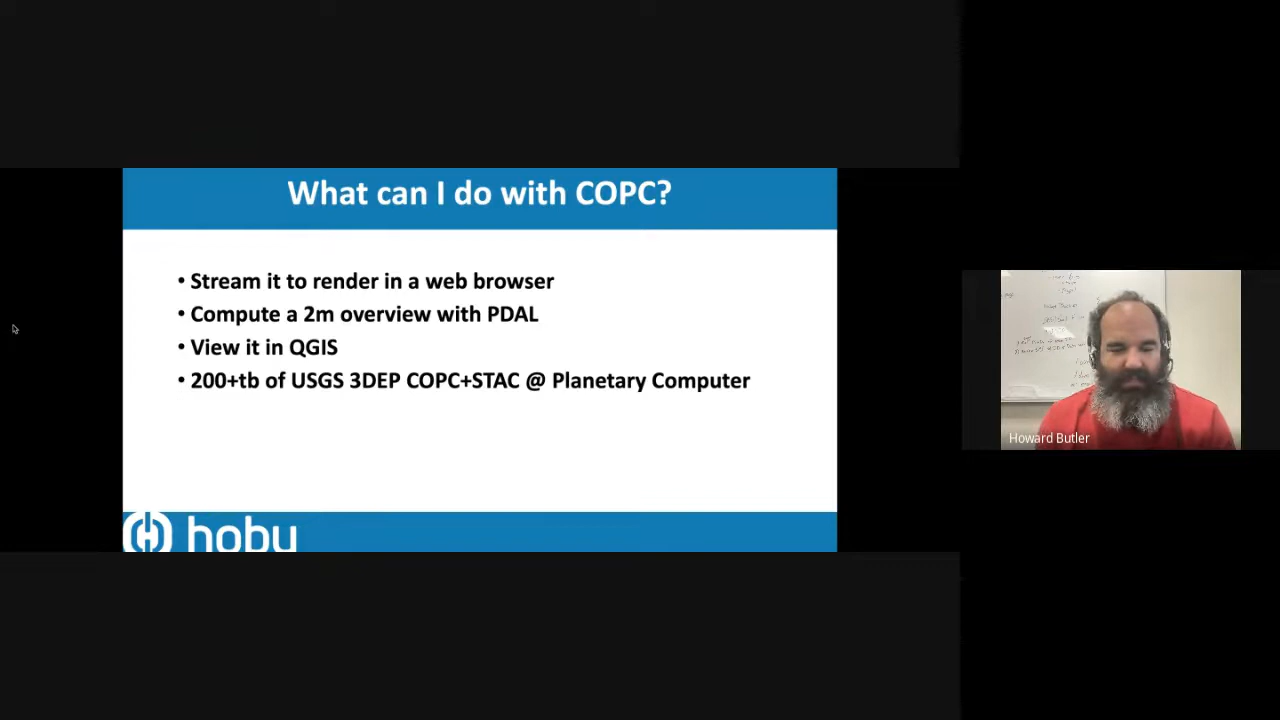 What can I do with COPC?
• Stream it to render in a web browser
• Compute a 2m overview with PDAL
• View it in QGIS
• 200+tb of USGS 3DEP COPC+STAC @ Planetary Computer
hobu
Howard Butler